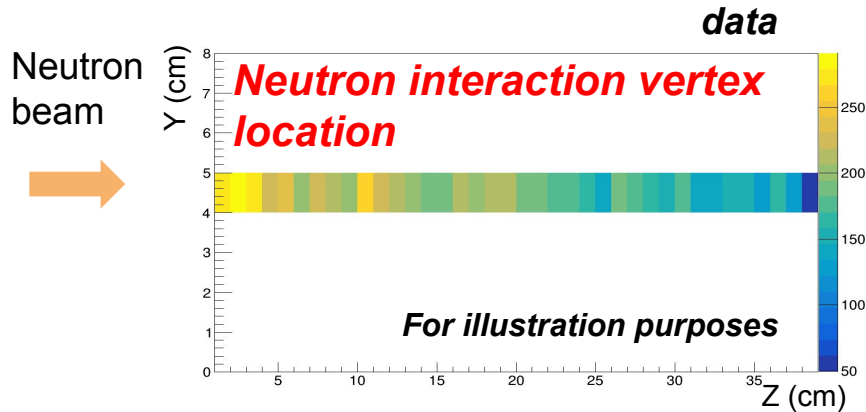 data
Neutron
beam
Y (cm)
Neutron interaction vertex
location
For illustration purposes
8
7
6
5
4
3
2
1
0
5 10 15 20 25 30 35
Z (cm)
250
200
150
100
50